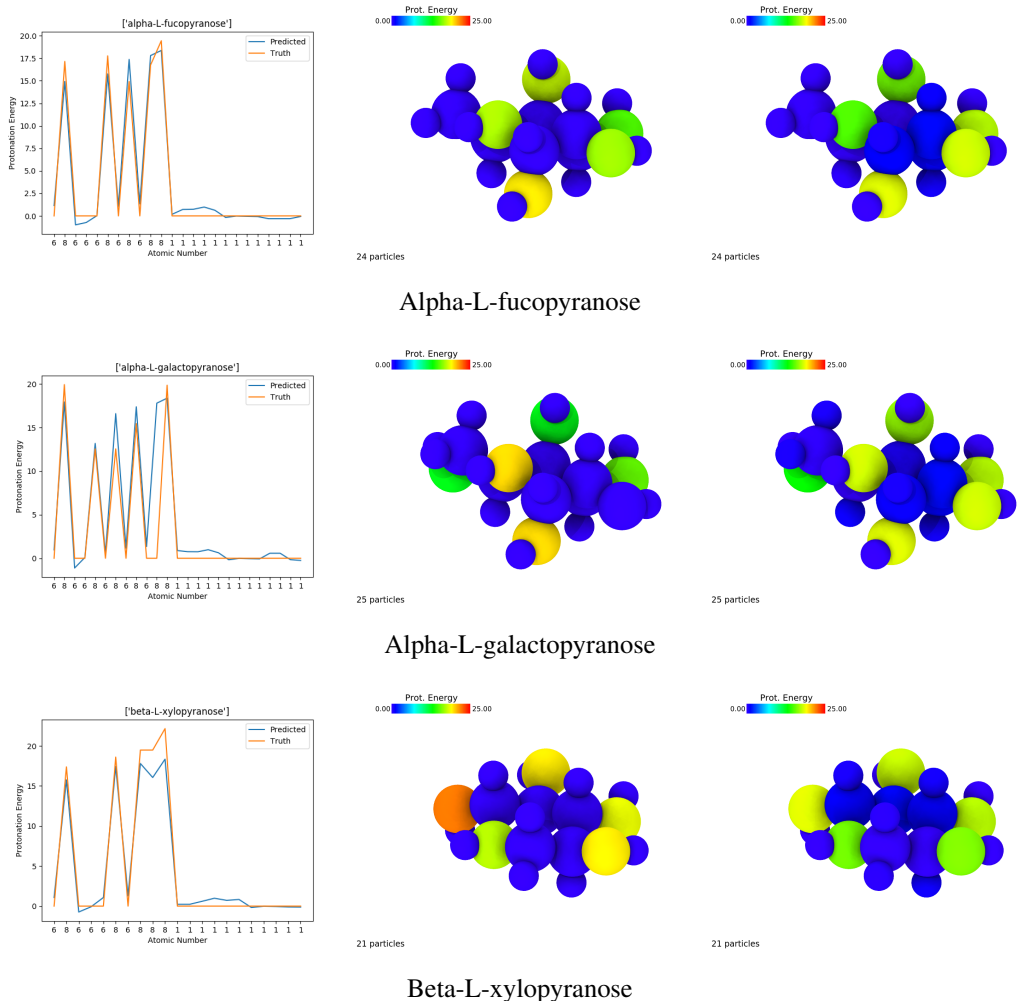 ['alpha-L-fucopyranose']
20.0
17.5
15.0
12.5
10.0
7.5
5.0
2.5
0.0
Protonation Energy
Predicted
Truth
6 8 6 6 6 8 6 8 6 8 8 1 1 1 1 1 1 1 1 1 1 1 1 1
Atomic Number
Prot. Energy
0.00 25.00
24 particles
Prot. Energy
0.00 25.00
24 particles
Alpha-L-fucopyranose
['alpha-L-galactopyranose']
20
15
10
5
0
Protonation Energy
Predicted
Truth
6 8 6 6 8 6 8 6 8 6 8 8 1 1 1 1 1 1 1 1 1 1 1 1 1
Atomic Number
Prot. Energy
0.00 25.00
25 particles
Prot. Energy
0.00 25.00
25 particles
Alpha-L-galactopyranose
['beta-L-xylopyranose']
20
15
10
5
0
Protonation Energy
Predicted
Truth
6 8 6 6 6 8 6 8 8 8 1 1 1 1 1 1 1 1 1 1 1
Atomic Number
Prot. Energy
0.00 25.00
21 particles
Prot. Energy
0.00 25.00
21 particles
Beta-L-xylopyranose